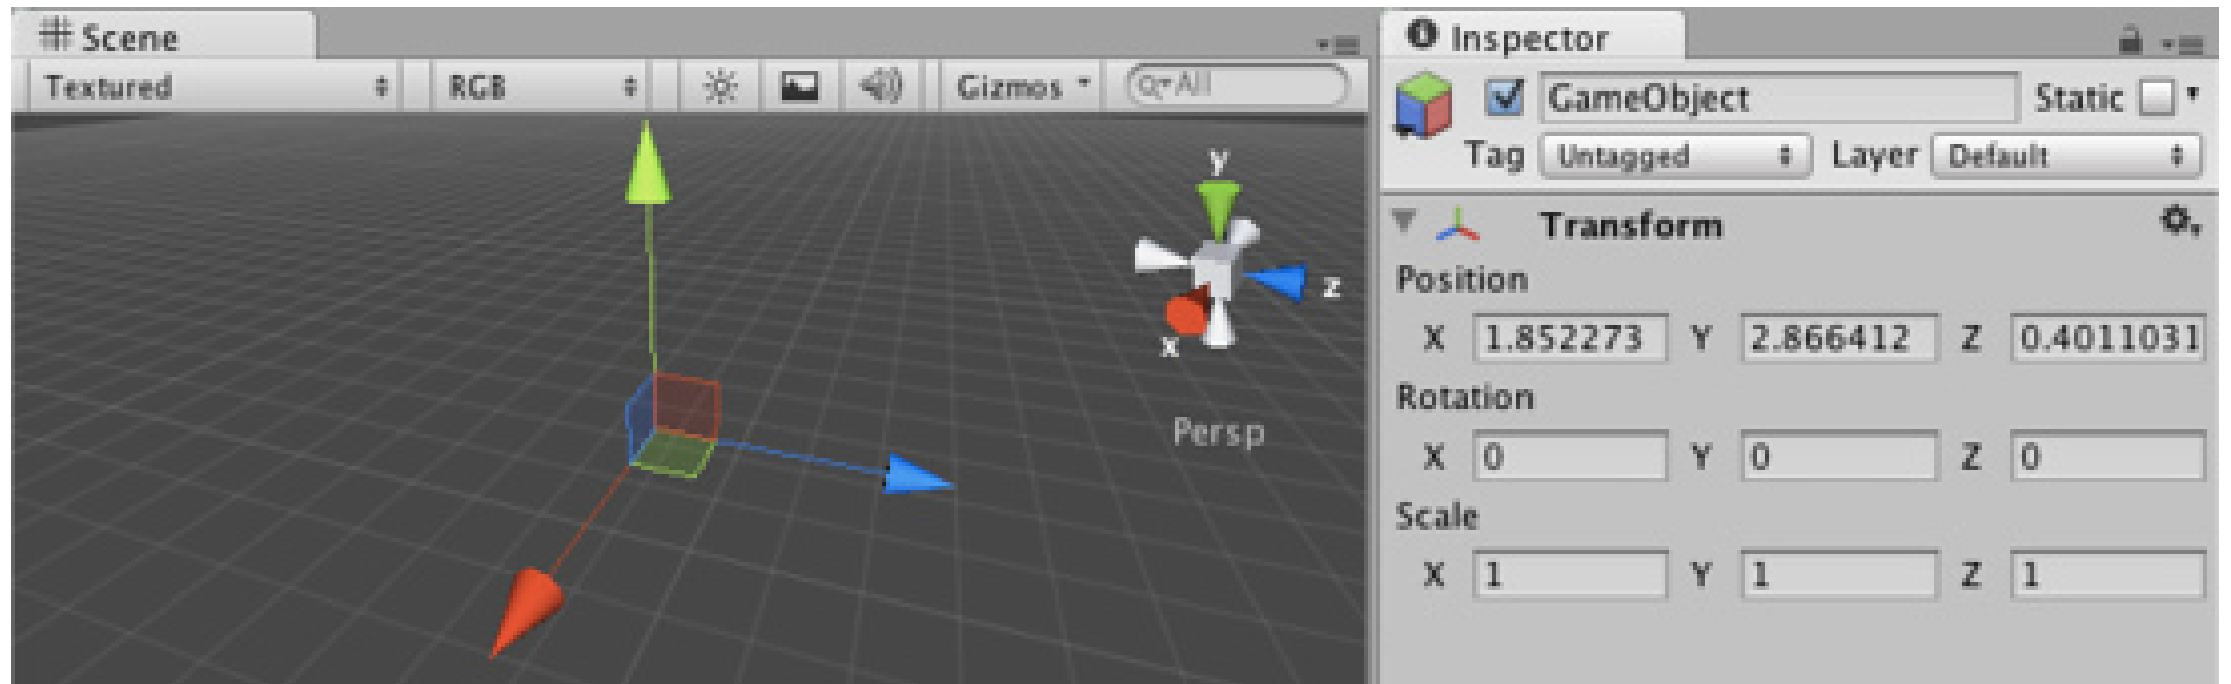 Scene
Textured RGB Gizmos All
y
z
x
Persp
Inspector
GameObject Static
Tag Untagged Layer Default
Transform
Position
X 1.852273 Y 2.866412 Z 0.4011031
Rotation
X 0 Y 0 Z 0
Scale
X 1 Y 1 Z 1